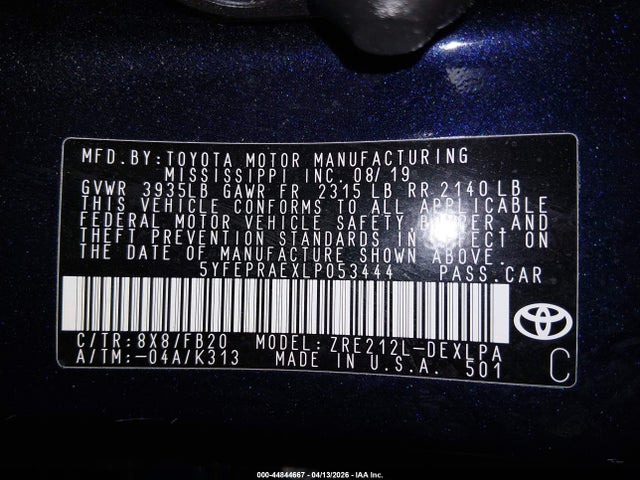 MFD.BY:TOYOTA MOTOR MANUFACTURING
MISSISSIPPI INC. 08/19
GVWR 3935LB GAWR FR 2315 LB RR 2140 LB
THIS VEHICLE CONFORMS TO ALL APPLICABLE
FEDERAL MOTOR VEHICLE SAFETY, BUMPER, AND
THEFT PREVENTION STANDARDS IN EFFECT ON
THE DATE OF MANUFACTURE SHOWN ABOVE.
5YFEPRAEXLP053444 PASS.CAR
C/TR:8X8/FB20 MODEL:ZRE212L-DEXLPA
A/TM:-04A/K313 MADE IN U.S.A. 501
C
000-44844667 - 04/13/2026 - IAA Inc.